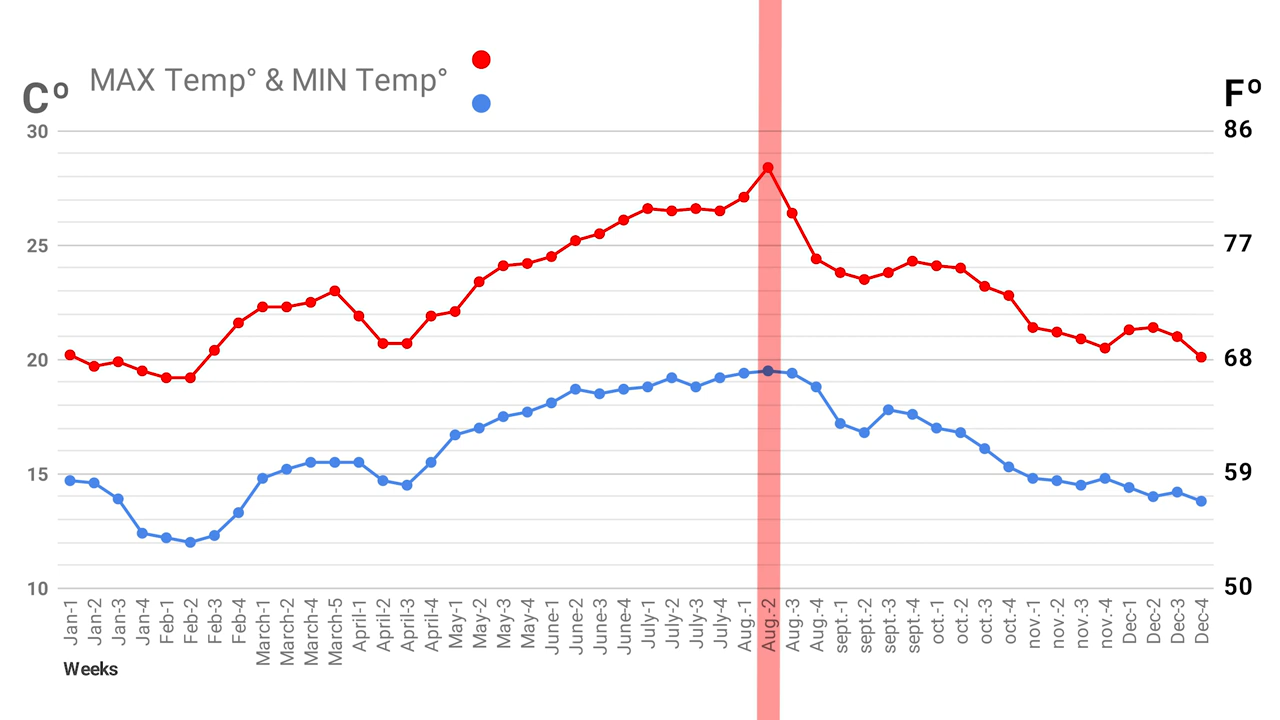 MAX Temp° & MIN Temp°
Cº
Fº
30
86
25
77
20
68
15
59
10
50
Jan-1
Jan-2
Jan-3
Jan-4
Feb-1
Feb-2
Feb-3
Feb-4
March-1
March-2
March-4
March-5
April-1
April-2
April-3
April-4
May-1
May-2
May-3
May-4
June-1
June-2
June-3
June-4
July-1
July-2
July-3
July-4
Aug.-1
Aug.-2
Aug.-3
Aug.-4
sept.-1
sept.-2
sept.-3
sept.-4
oct.-1
oct.-2
oct.-3
oct.-4
nov.-1
nov.-2
nov.-3
nov.-4
Dec-1
Dec-2
Dec-3
Dec-4
Weeks